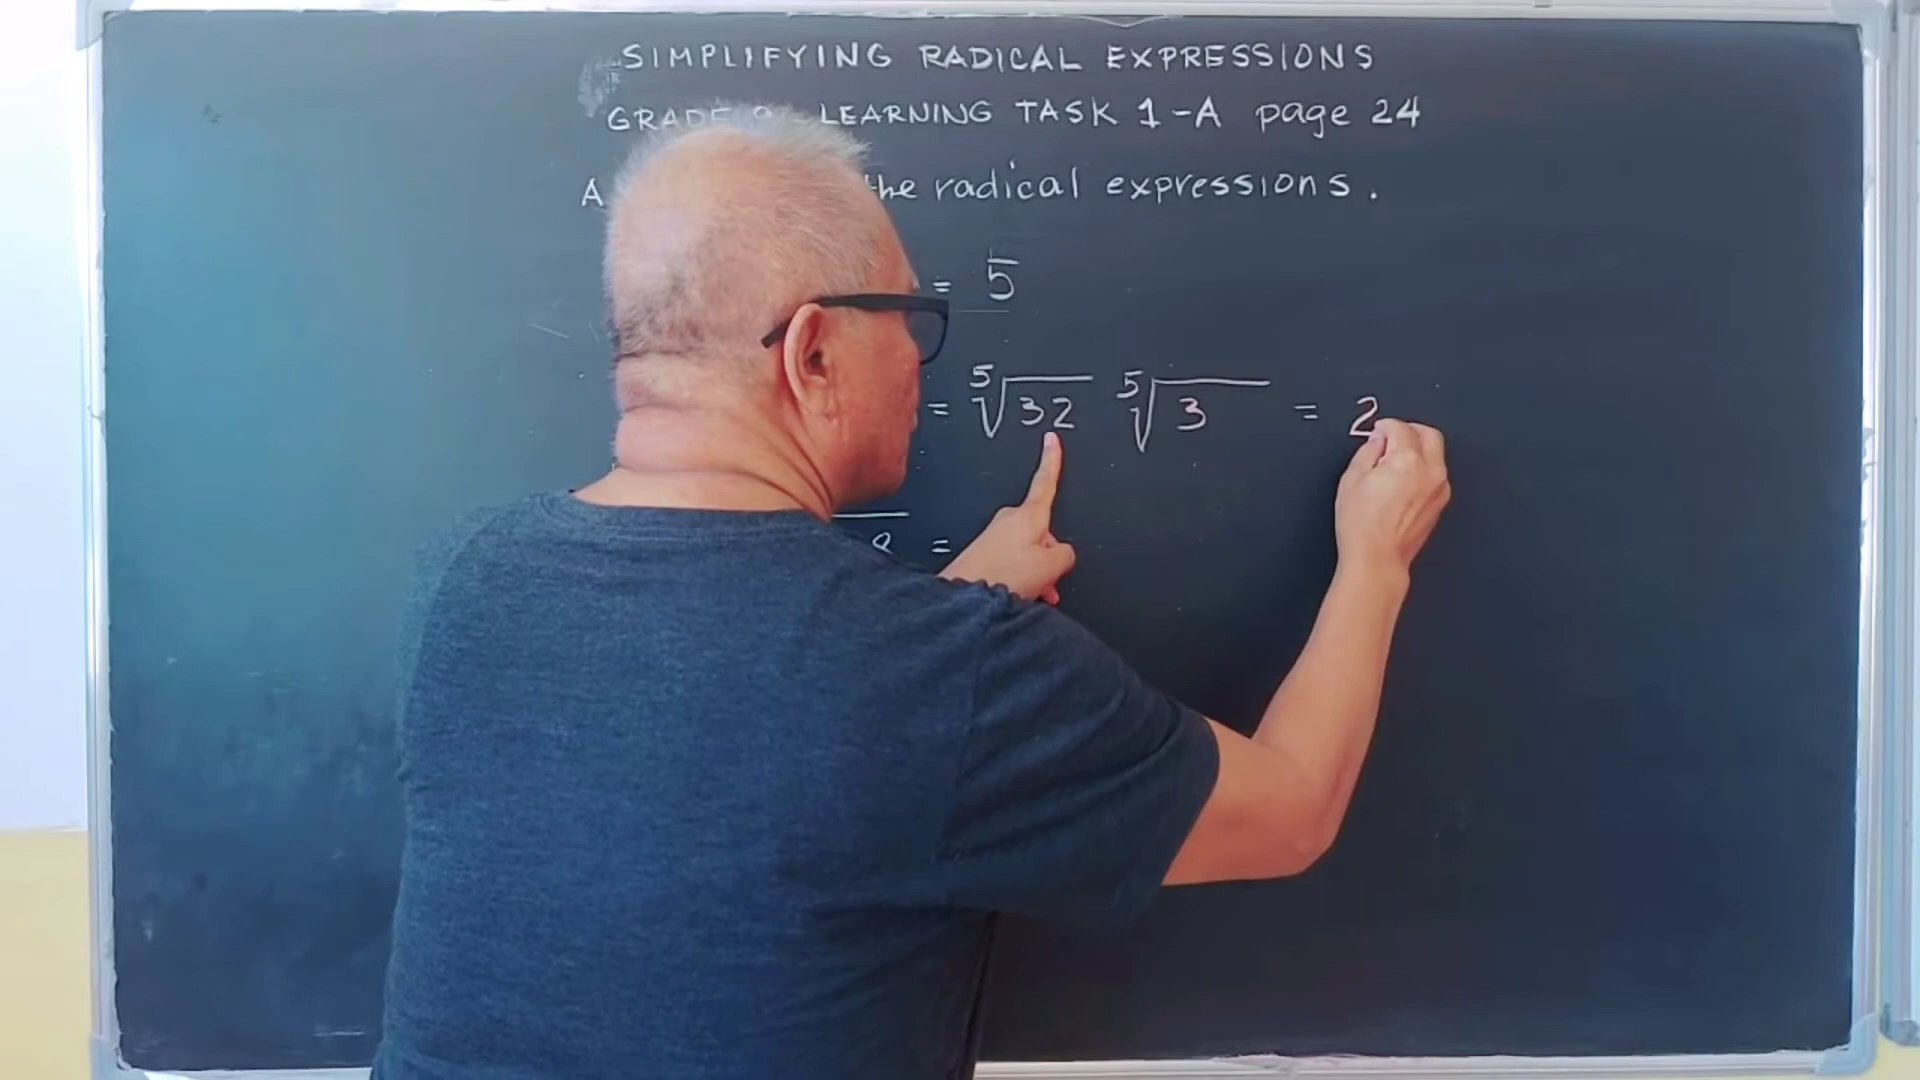 SIMPLIFYING RADICAL EXPRESSIONS
GRADE 9 - LEARNING TASK 1-A page 24
A the radical expressions.
= 5
= ⁵√32 ⁵√3 = 2
8 =